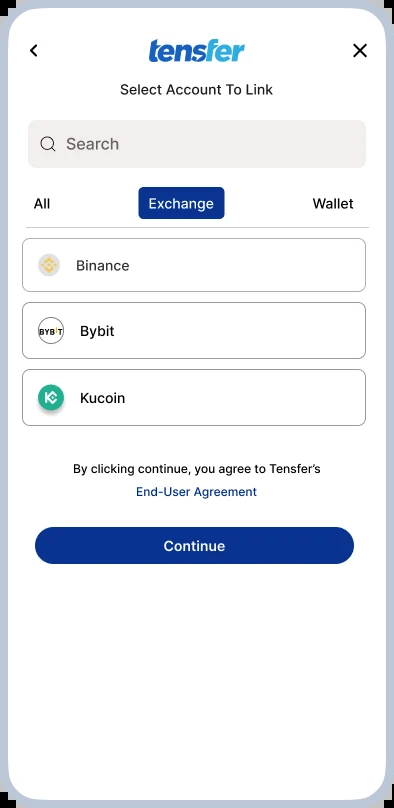 tensfer
Select Account To Link
Search
All Exchange Wallet
Binance
BYBIT Bybit
Kucoin
By clicking continue, you agree to Tensfer’s
End-User Agreement
Continue